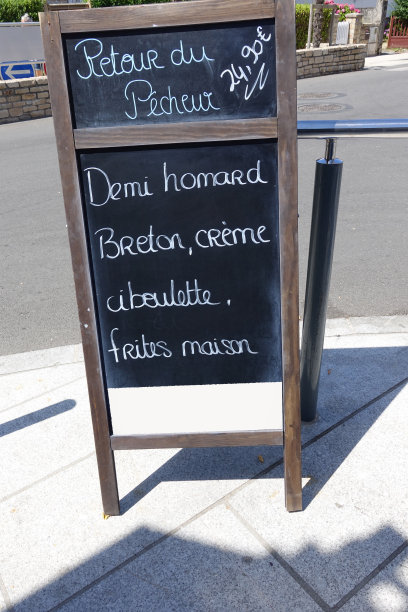 Retour du
Pêcheur
24,90€
Demi homard
Breton, crème
ciboulette.
frites maison